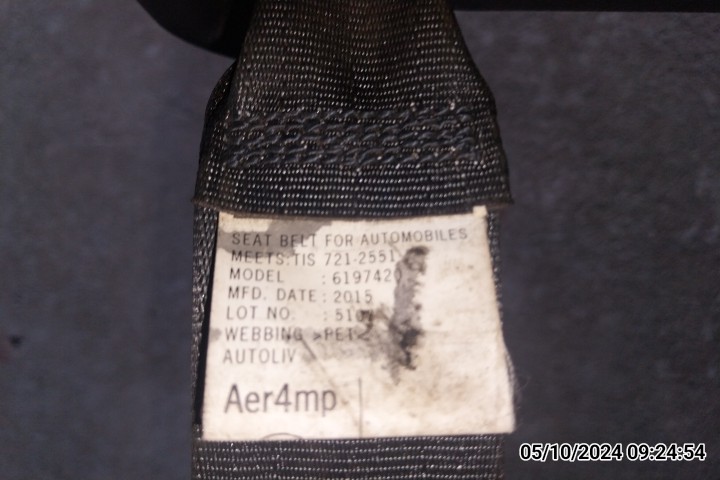 SEAT BELT FOR AUTOMOBILES
MEETS: TIS 721-2551
MODEL : 6197420
MFD. DATE : 2015
LOT NO. :
WEBBING >PET<
AUTOLIV
Aer4mp
05/10/2024 09:24:54